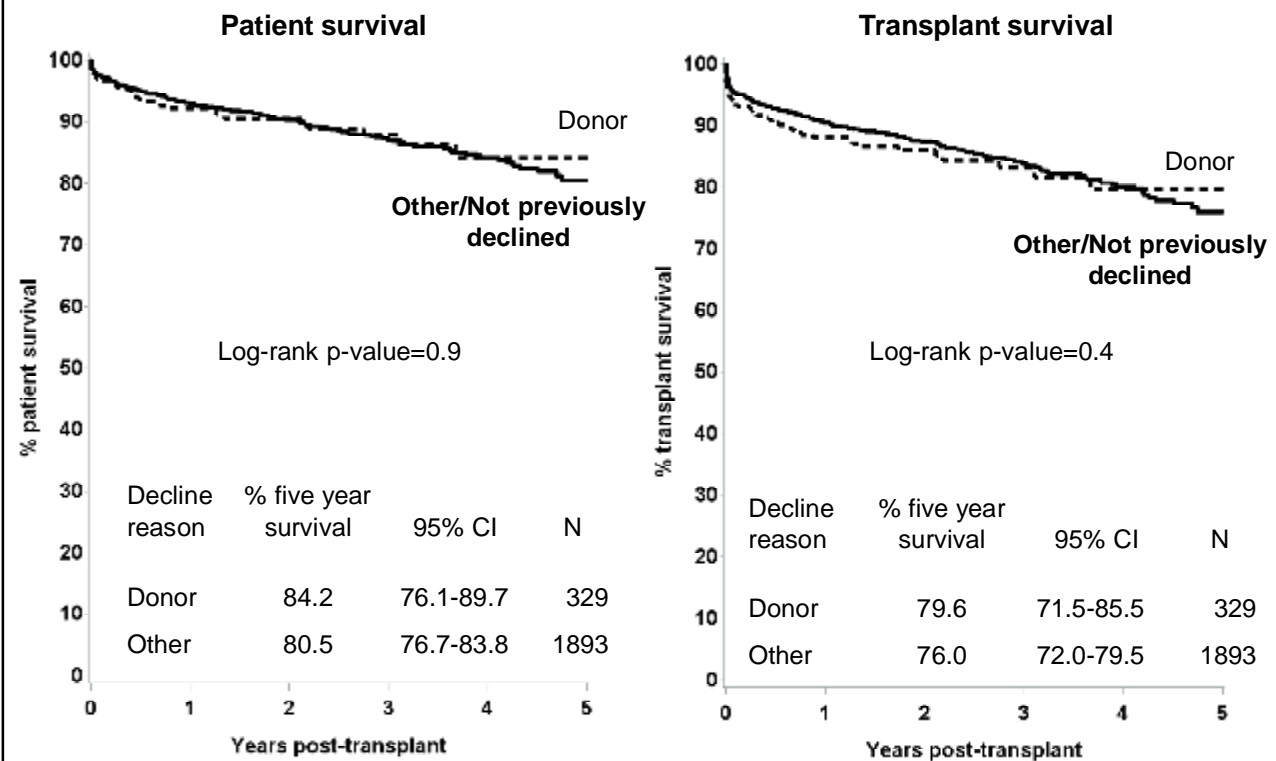 Patient survival
100
90
80
70
60
50
40
30
20
10
0
% patient survival
Donor
Other/Not previously
declined
Log-rank p-value=0.9
Decline % five year
reason survival 95% CI N
Donor 84.2 76.1-89.7 329
Other 80.5 76.7-83.8 1893
0 1 2 3 4 5
Years post-transplant
Transplant survival
100
90
80
70
60
50
40
30
20
10
0
% transplant survival
Donor
Other/Not previously
declined
Log-rank p-value=0.4
Decline % five year
reason survival 95% CI N
Donor 79.6 71.5-85.5 329
Other 76.0 72.0-79.5 1893
0 1 2 3 4 5
Years post-transplant